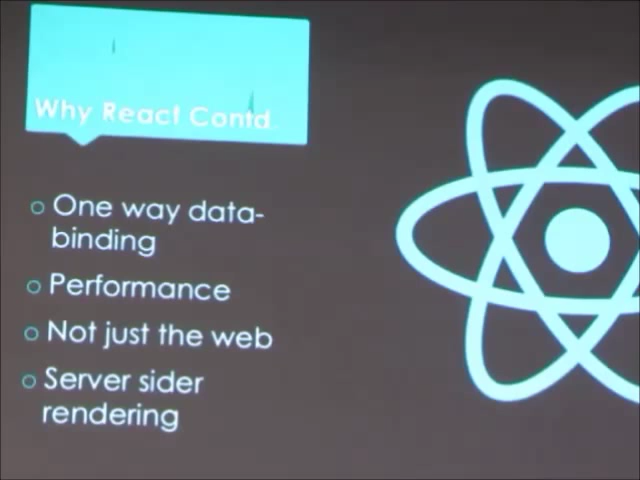 Why React Contd.
One way data-
binding
Performance
Not just the web
Server sider
rendering